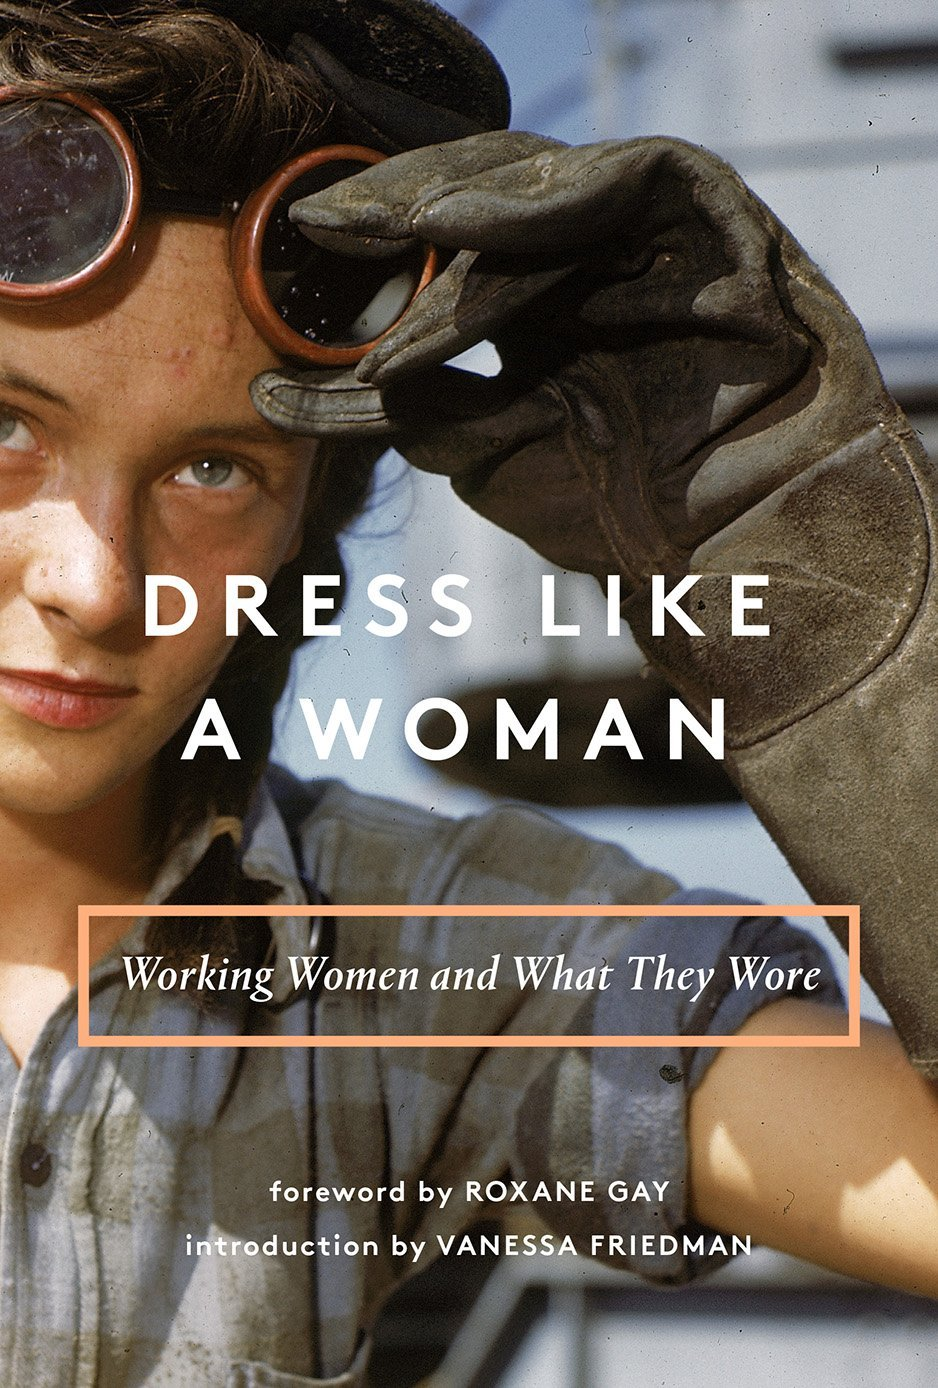 DRESS LIKE
A WOMAN
Working Women and What They Wore
foreword by ROXANE GAY
introduction by VANESSA FRIEDMAN